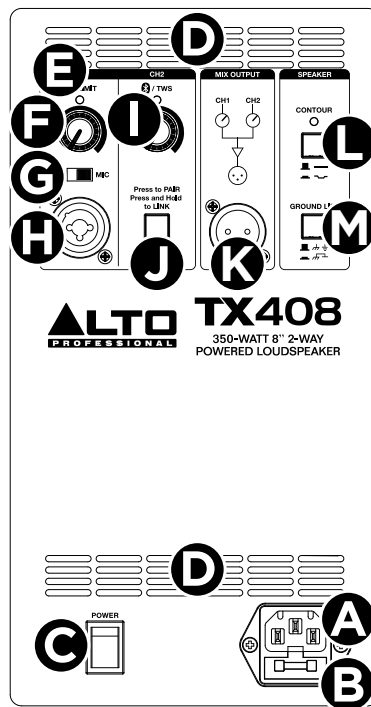 D
E
CH2
MIX OUTPUT
SPEAKER
/ TWS
CH1 CH2
CONTOUR
F
I
L
G
MIC
Press to PAIR
Press and Hold
to LINK
GROUND
H
J
K
M
ALTO
PROFESSIONAL
TX408
350-WATT 8" 2-WAY
POWERED LOUDSPEAKER
D
POWER
A
C
B